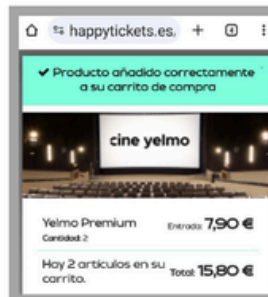 happytickets.es
✔ Producto añadido correctamente
a su carrito de compra
cine yelmo
Yelmo Premium Entrada: 7,90 €
Cantidad: 2
Hay 2 artículos en su
carrito. Total: 15,80 €